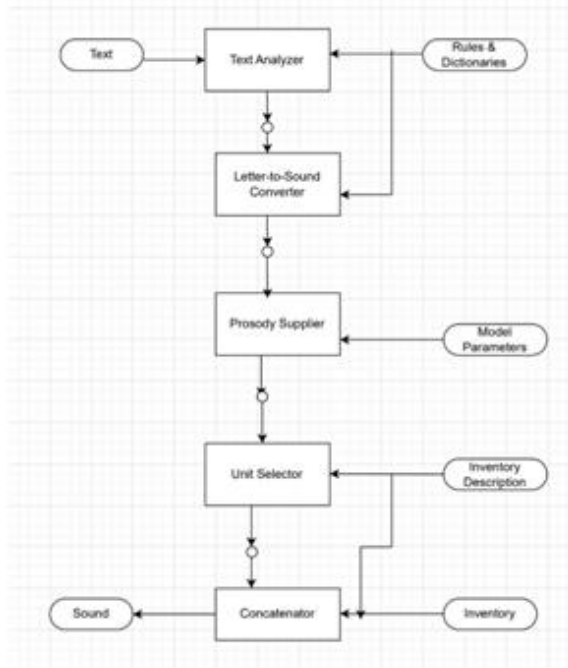 Text
Text Analyzer
Rules &
Dictionaries
Letter-to-Sound
Converter
Prosody Supplier
Model
Parameters
Unit Selector
Inventory
Description
Sound
Concatenator
Inventory